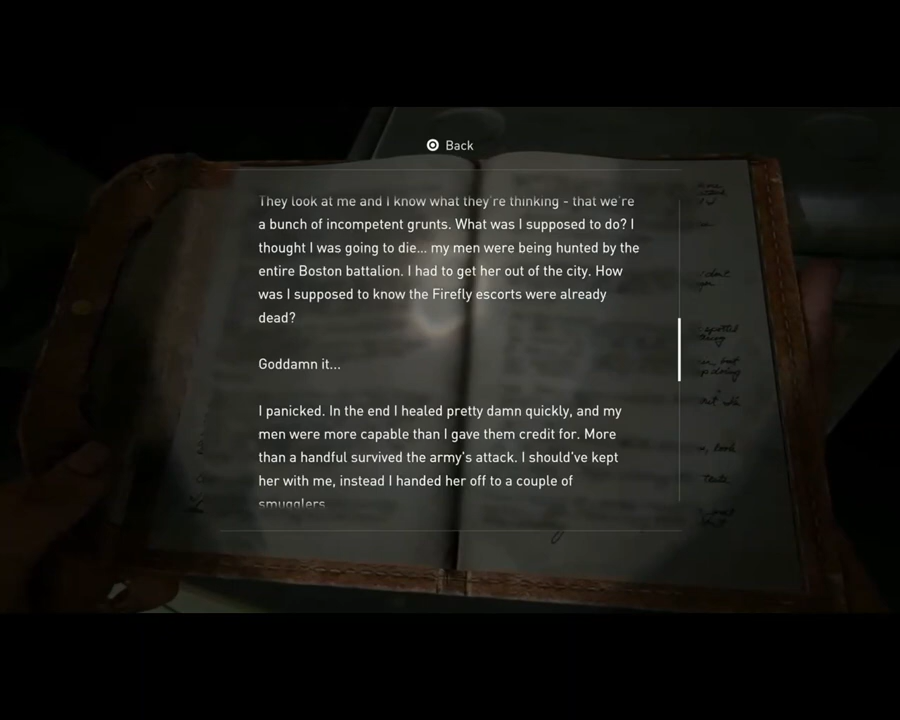 Back
They look at me and I know what they're thinking - that we're
a bunch of incompetent grunts. What was I supposed to do? I
thought I was going to die... my men were being hunted by the
entire Boston battalion. I had to get her out of the city. How
was I supposed to know the Firefly escorts were already
dead?
Goddamn it...
I panicked. In the end I healed pretty damn quickly, and my
men were more capable than I gave them credit for. More
than a handful survived the army's attack. I should've kept
her with me, instead I handed her off to a couple of
smugglers